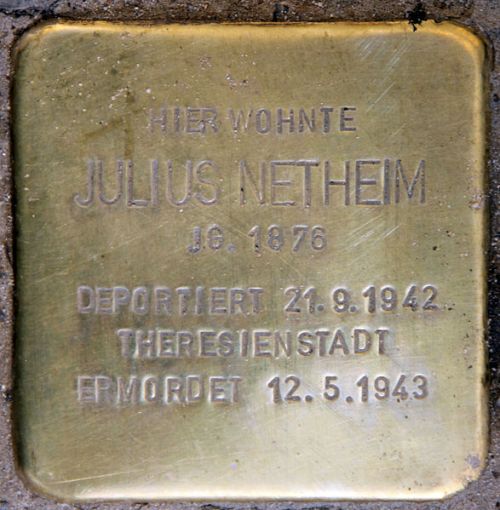 HIER WOHNTE
JULIUS NETHEIM
JG. 1876
DEPORTIERT 21.9.1942
THERESIENSTADT
ERMORDET 12.5.1943